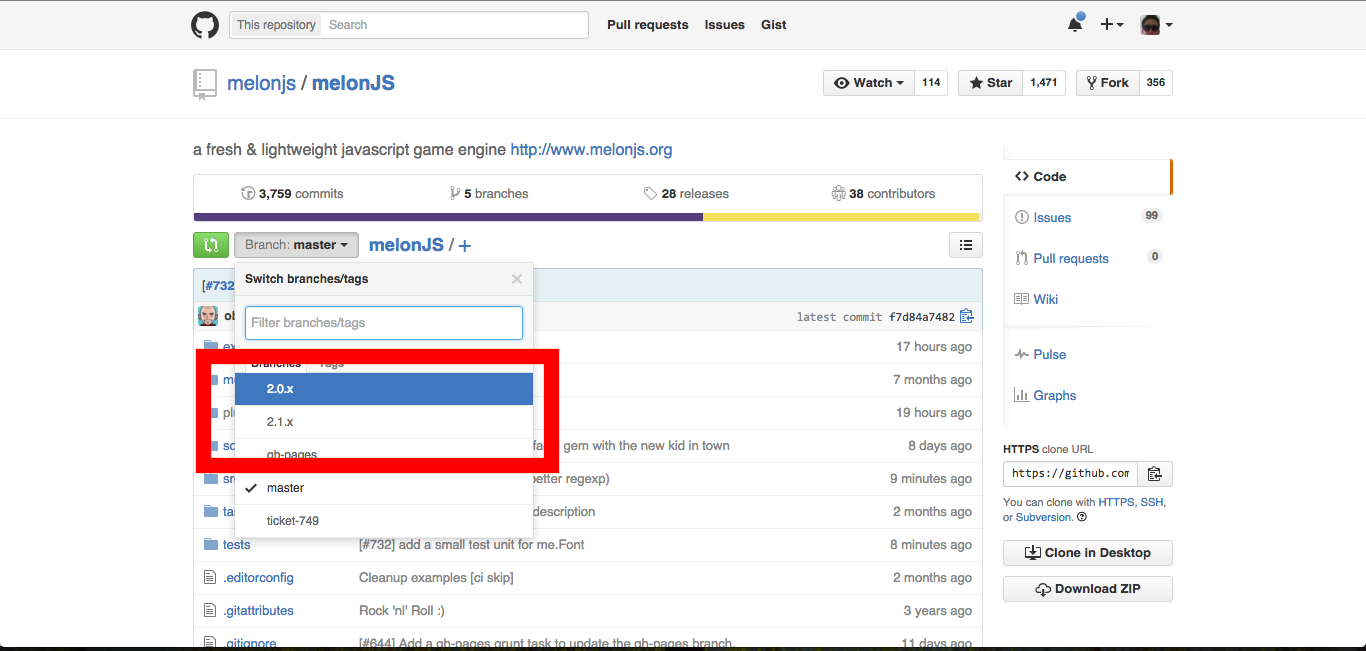 This repository Search Pull requests Issues Gist
melonjs / melonJS Watch 114 Star 1,471 Fork 356
a fresh & lightweight javascript game engine http://www.melonjs.org
3,759 commits 5 branches 28 releases 38 contributors
Branch: master melonJS / +
Switch branches/tags
[#732
Filter branches/tags
latest commit f7d84a7482
ex 17 hours ago
Branches Tags
2.0.x
7 months ago
2.1.x
19 hours ago
gem with the new kid in town 8 days ago
gh-pages
better regexp) 9 minutes ago
master
description 2 months ago
ticket-749
tests [#732] add a small test unit for me.Font 8 minutes ago
.editorconfig Cleanup examples [ci skip] 2 months ago
.gitattributes Rock 'nl' Roll :) 3 years ago
.gitignore [#644] Add a gh-pages grunt task to update the gh-pages branch. 11 days ago
Code
Issues 99
Pull requests 0
Wiki
Pulse
Graphs
HTTPS clone URL
https://github.com
You can clone with HTTPS, SSH,
or Subversion.
Clone in Desktop
Download ZIP